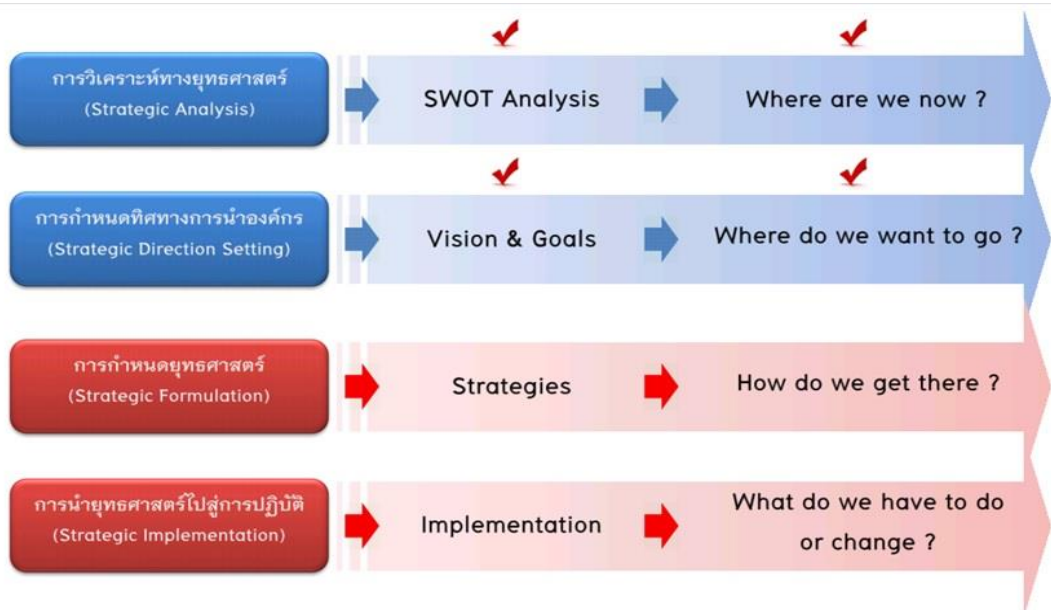 การวิเคราะห์ทางยุทธศาสตร์
(Strategic Analysis)
SWOT Analysis
Where are we now ?
การกำหนดทิศทางการนำองค์กร
(Strategic Direction Setting)
Vision & Goals
Where do we want to go ?
การกำหนดยุทธศาสตร์
(Strategic Formulation)
Strategies
How do we get there ?
การนำยุทธศาสตร์ไปสู่การปฏิบัติ
(Strategic Implementation)
Implementation
What do we have to do
or change ?